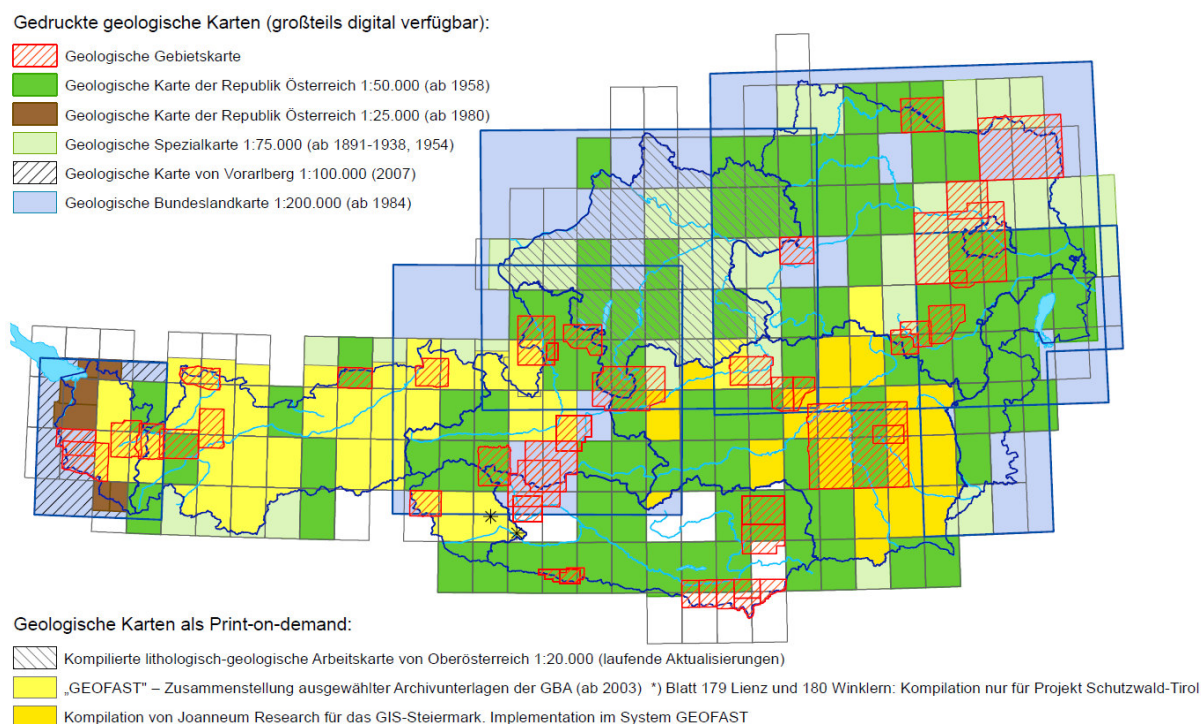 Gedruckte geologische Karten (großteils digital verfügbar):
Geologische Gebietskarte
Geologische Karte der Republik Österreich 1:50.000 (ab 1958)
Geologische Karte der Republik Österreich 1:25.000 (ab 1980)
Geologische Spezialkarte 1:75.000 (ab 1891-1938, 1954)
Geologische Karte von Vorarlberg 1:100.000 (2007)
Geologische Bundeslandkarte 1:200.000 (ab 1984)
Geologische Karten als Print-on-demand:
Kompilierte lithologisch-geologische Arbeitskarte von Oberösterreich 1:20.000 (laufende Aktualisierungen)
„GEOFAST" – Zusammenstellung ausgewählter Archivunterlagen der GBA (ab 2003) *) Blatt 179 Lienz und 180 Winklern: Kompilation nur für Projekt Schutzwald-Tirol
Kompilation von Joanneum Research für das GIS-Steiermark. Implementation im System GEOFAST